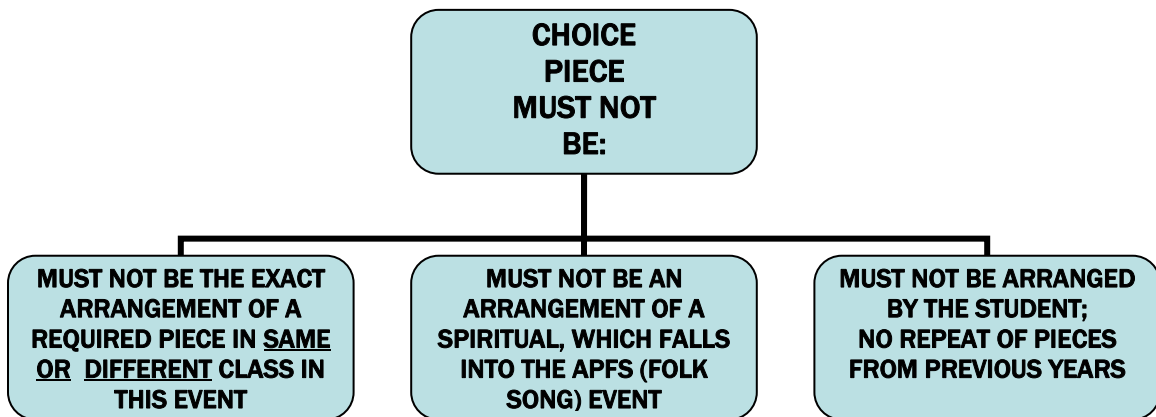 CHOICE
PIECE
MUST NOT
BE:
MUST NOT BE THE EXACT
ARRANGEMENT OF A
REQUIRED PIECE IN SAME
OR DIFFERENT CLASS IN
THIS EVENT
MUST NOT BE AN
ARRANGEMENT OF A
SPIRITUAL, WHICH FALLS
INTO THE APFS (FOLK
SONG) EVENT
MUST NOT BE ARRANGED
BY THE STUDENT;
NO REPEAT OF PIECES
FROM PREVIOUS YEARS